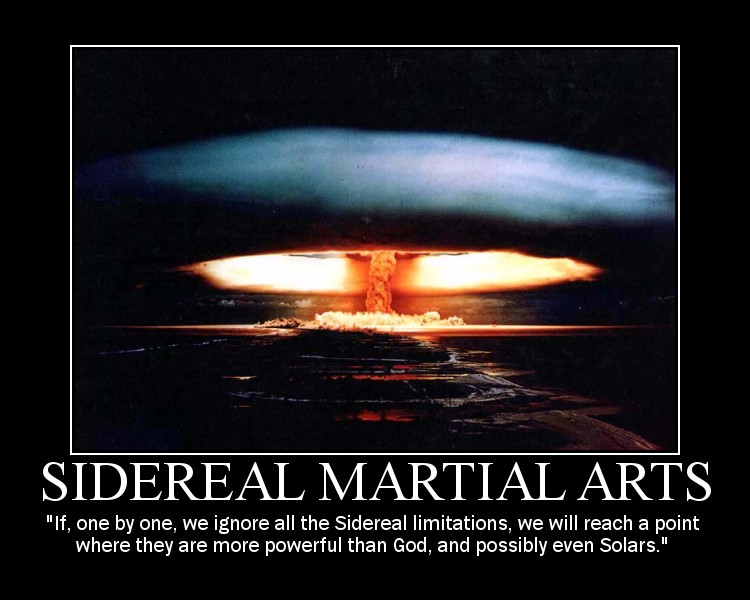 SIDEREAL MARTIAL ARTS
"If, one by one, we ignore all the Sidereal limitations, we will reach a point
where they are more powerful than God, and possibly even Solars."